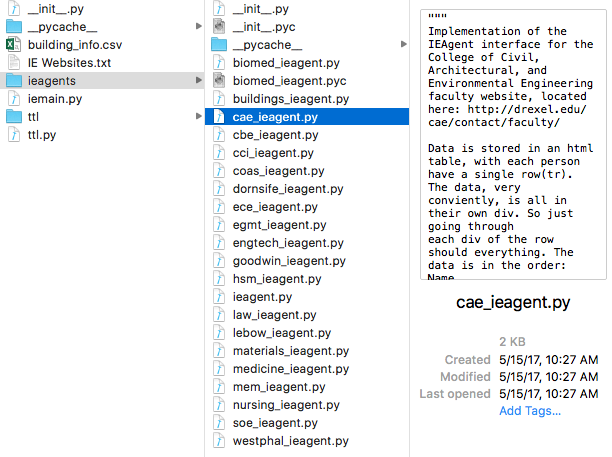 __init__.py
__pycache__
building_info.csv
IE Websites.txt
ieagents
iemain.py
ttl
ttl.py
__init__.py
__init__.pyc
__pycache__
biomed_ieagent.py
biomed_ieagent.pyc
buildings_ieagent.py
cae_ieagent.py
cbe_ieagent.py
cci_ieagent.py
coas_ieagent.py
dornsife_ieagent.py
ece_ieagent.py
egmt_ieagent.py
engtech_ieagent.py
goodwin_ieagent.py
hsm_ieagent.py
ieagent.py
law_ieagent.py
lebow_ieagent.py
materials_ieagent.py
medicine_ieagent.py
mem_ieagent.py
nursing_ieagent.py
soe_ieagent.py
westphal_ieagent.py
"""
Implementation of the
IEAgent interface for the
College of Civil,
Architectural, and
Environmental Engineering
faculty website, located
here: http://drexel.edu/
cae/contact/faculty/
Data is stored in an html
table, with each person
have a single row(tr).
The data, very
conviently, is all in
their own div. So just
going through
each div of the row
should everything. The
data is in the order:
Name
cae_ieagent.py
2 KB
Created 5/15/17, 10:27 AM
Modified 5/15/17, 10:27 AM
Last opened 5/15/17, 10:27 AM
Add Tags...